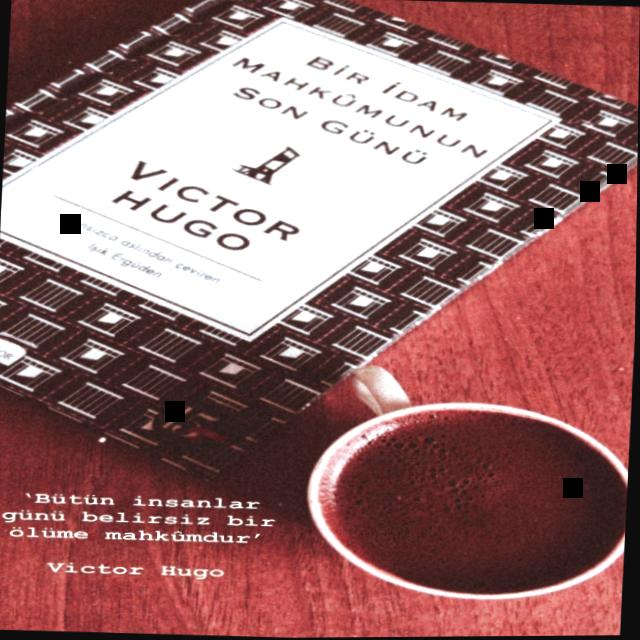 BİR İDAM
MAHKÛMUNUN
SON GÜNÜ
VICTOR
HUGO
aslından çeviren
Işık Ergüden
'Bütün insanlar
günü belirsiz bir
ölüme mahkûmdur'
Victor Hugo